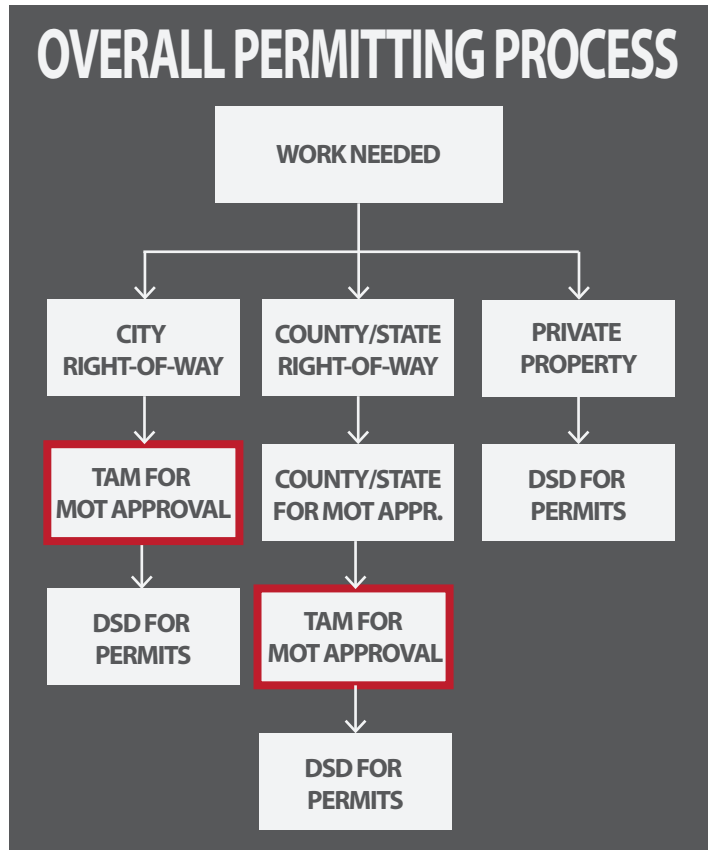 OVERALL PERMITTING PROCESS
WORK NEEDED
CITY
RIGHT-OF-WAY
COUNTY/STATE
RIGHT-OF-WAY
PRIVATE
PROPERTY
TAM FOR
MOT APPROVAL
COUNTY/STATE
FOR MOT APPR.
DSD FOR
PERMITS
DSD FOR
PERMITS
TAM FOR
MOT APPROVAL
DSD FOR
PERMITS